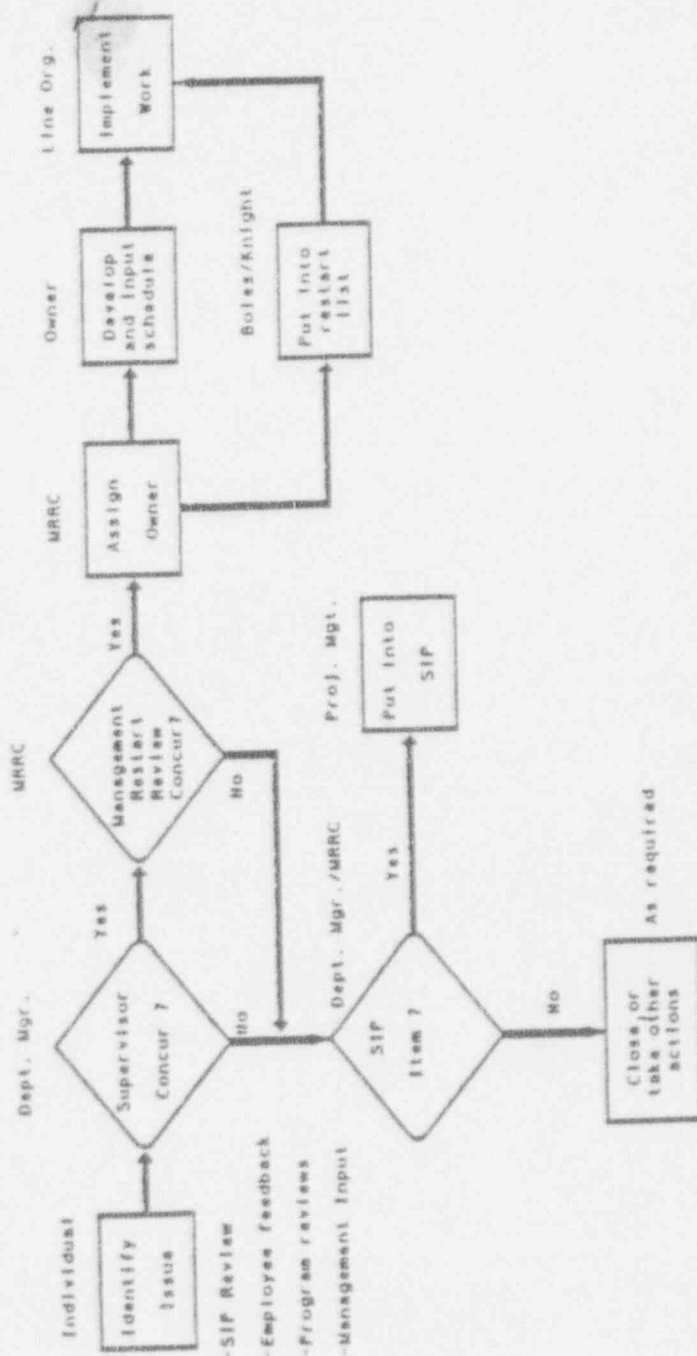 Individual
Identify
Issue
-SIP Review
-Employee feedback
-Program reviews
-Management Input
Dept. Mgr.
Supervisor
Concur ?
Yes
No
MRRC
Management
Restart
Review
Concur?
Yes
No
MRRC
Assign
Owner
Owner
Develop
and Input
schedule
Line Org.
Implement
Work
Boles/Knight
Put Into
restart
list
Dept. Mgr./MRRC
SIP
Item ?
Yes
No
Proj. Mgt.
Put Into
SIP
As required
Close or
take other
actions